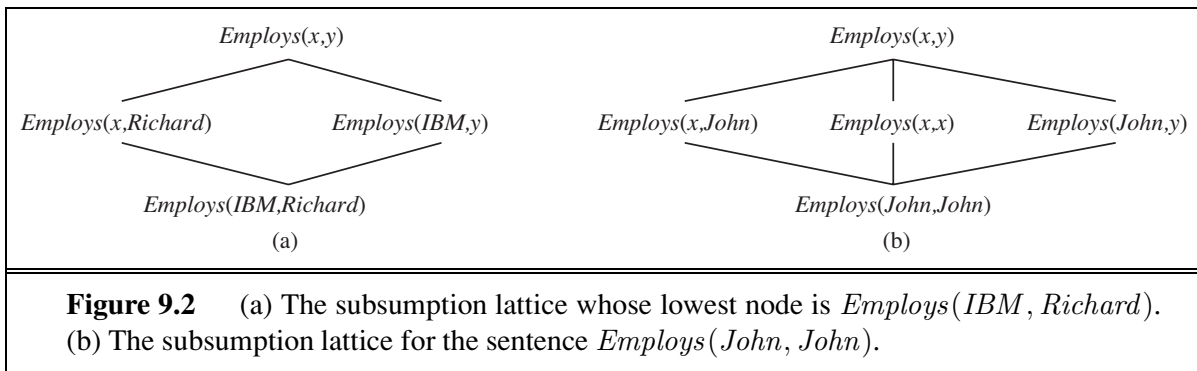 Employs(x,y) Employs(x,y)
Employs(x,Richard) Employs(IBM,y) Employs(x,John) Employs(x,x) Employs(John,y)
Employs(IBM,Richard) Employs(John,John)
(a) (b)
Figure 9.2 (a) The subsumption lattice whose lowest node is Employs(IBM, Richard).
(b) The subsumption lattice for the sentence Employs(John, John).